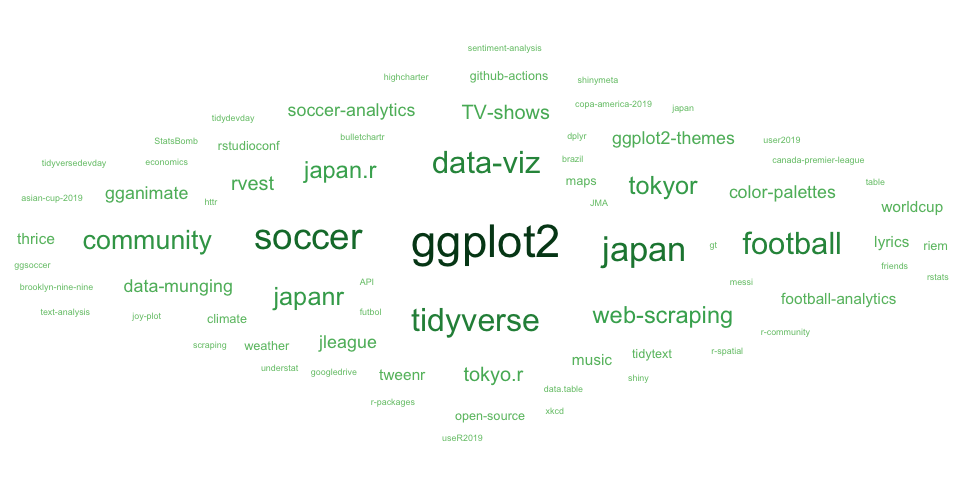 sentiment-analysis
highcharter github-actions shinymeta
tidydevday soccer-analytics TV-shows copa-america-2019 japan
StatsBomb rstudioconf bulletchartr dplyr ggplot2-themes user2019
tidyversedevday economics japan.r data-viz brazil canada-premier-league
asian-cup-2019 gganimate rvest maps tokyor color-palettes table
httr JMA worldcup
thrice community soccer ggplot2 japan gt football lyrics riem
ggsoccer friends rstats
brooklyn-nine-nine data-munging japanr API messi football-analytics
text-analysis joy-plot climate futbol tidyverse web-scraping r-community
scraping weather jleague music tidytext r-spatial
understat googledrive tweenr tokyo.r shiny
r-packages data.table
open-source xkcd
useR2019